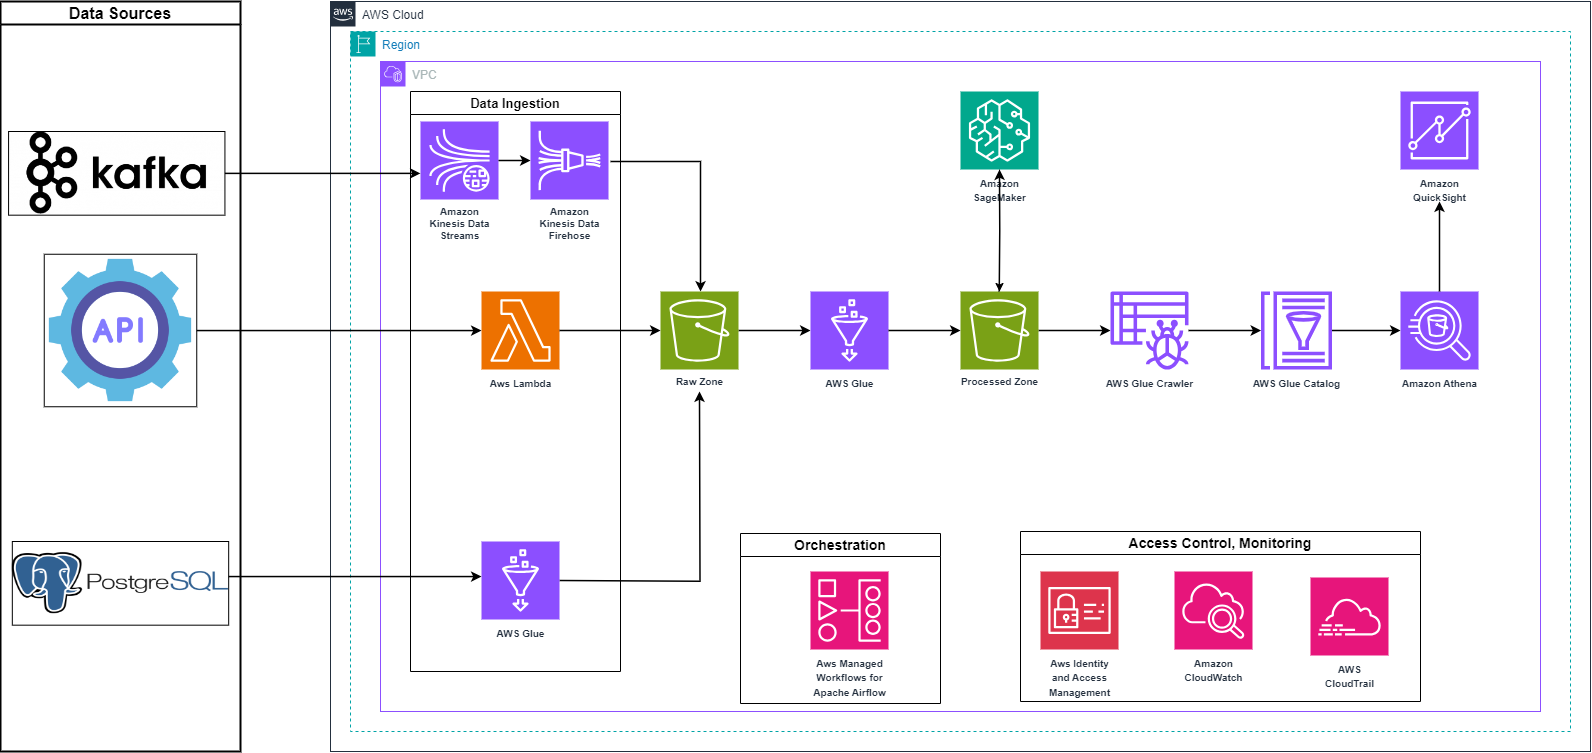 Data Sources
kafka
API
PostgreSQL
aws
AWS Cloud
Region
VPC
Data Ingestion
Amazon
Kinesis Data
Streams
Amazon
Kinesis Data
Firehose
Aws Lambda
AWS Glue
Raw Zone
AWS Glue
Amazon
SageMaker
Processed Zone
AWS Glue Crawler
AWS Glue Catalog
Amazon
QuickSight
Amazon Athena
Orchestration
Aws Managed
Workflows for
Apache Airflow
Access Control, Monitoring
Aws Identity
and Access
Management
Amazon
CloudWatch
AWS
CloudTrail